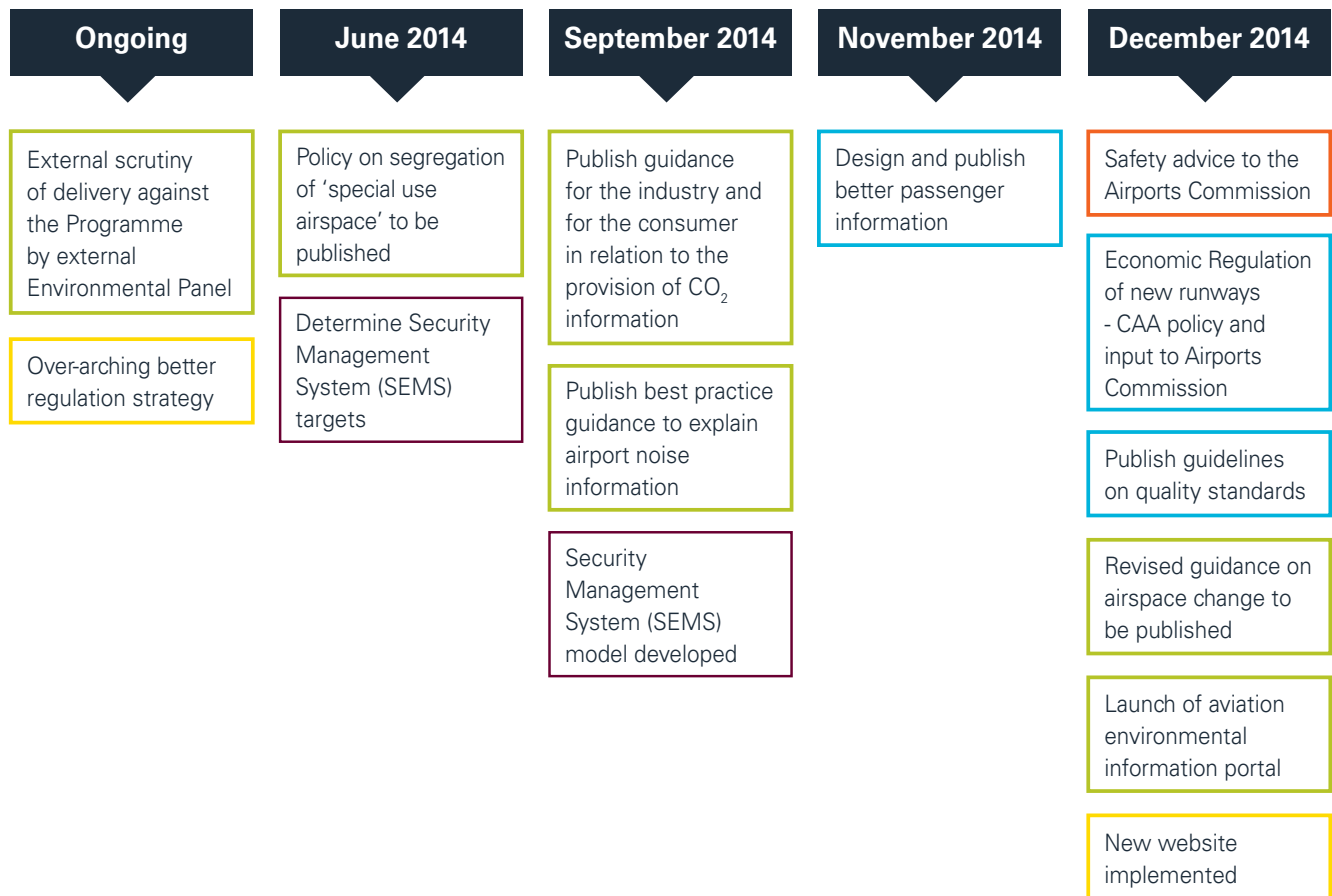 Ongoing
External scrutiny
of delivery against
the Programme
by external
Environmental Panel
Over-arching better
regulation strategy
June 2014
Policy on segregation
of ‘special use
airspace’ to be
published
Determine Security
Management
System (SEMS)
targets
September 2014
Publish guidance
for the industry and
for the consumer
in relation to the
provision of CO₂
information
Publish best practice
guidance to explain
airport noise
information
Security
Management
System (SEMS)
model developed
November 2014
Design and publish
better passenger
information
December 2014
Safety advice to the
Airports Commission
Economic Regulation
of new runways
- CAA policy and
input to Airports
Commission
Publish guidelines
on quality standards
Revised guidance on
airspace change to
be published
Launch of aviation
environmental
information portal
New website
implemented